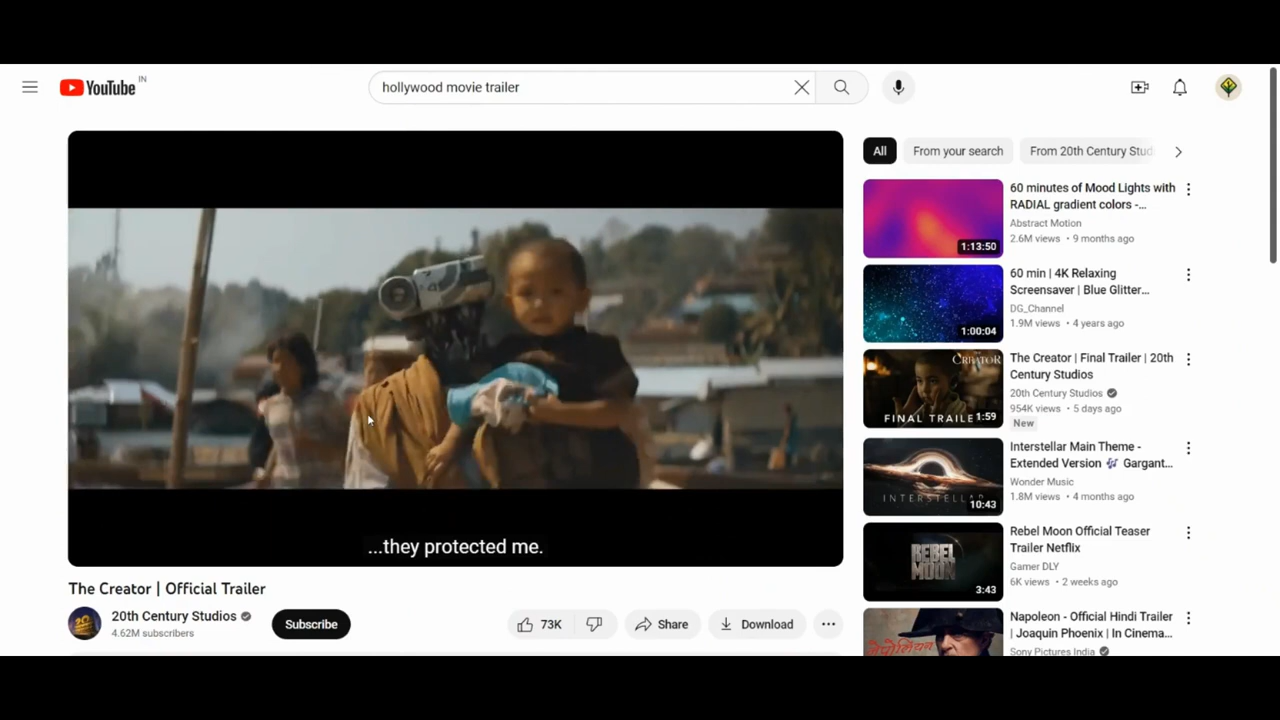 YouTube IN
hollywood movie trailer
All
From your search
From 20th Century Stud
60 minutes of Mood Lights with
RADIAL gradient colors -...
Abstract Motion
2.6M views • 9 months ago
1:13:50
60 min | 4K Relaxing
Screensaver | Blue Glitter...
DG_Channel
1.9M views • 4 years ago
1:00:04
THE CREATOR
FINAL TRAILE
1:59
The Creator | Final Trailer | 20th
Century Studios
20th Century Studios
954K views • 5 days ago
New
INTERSTELLAR
10:43
Interstellar Main Theme -
Extended Version 🎶 Gargant...
Wonder Music
1.8M views • 4 months ago
REBEL
MOON
3:43
Rebel Moon Official Teaser
Trailer Netflix
Gamer DLY
6K views • 2 weeks ago
नेपोलियन
Napoleon - Official Hindi Trailer
| Joaquin Phoenix | In Cinema...
Sony Pictures India
...they protected me.
The Creator | Official Trailer
20
20th Century Studios
4.62M subscribers
Subscribe
73K
Share
Download